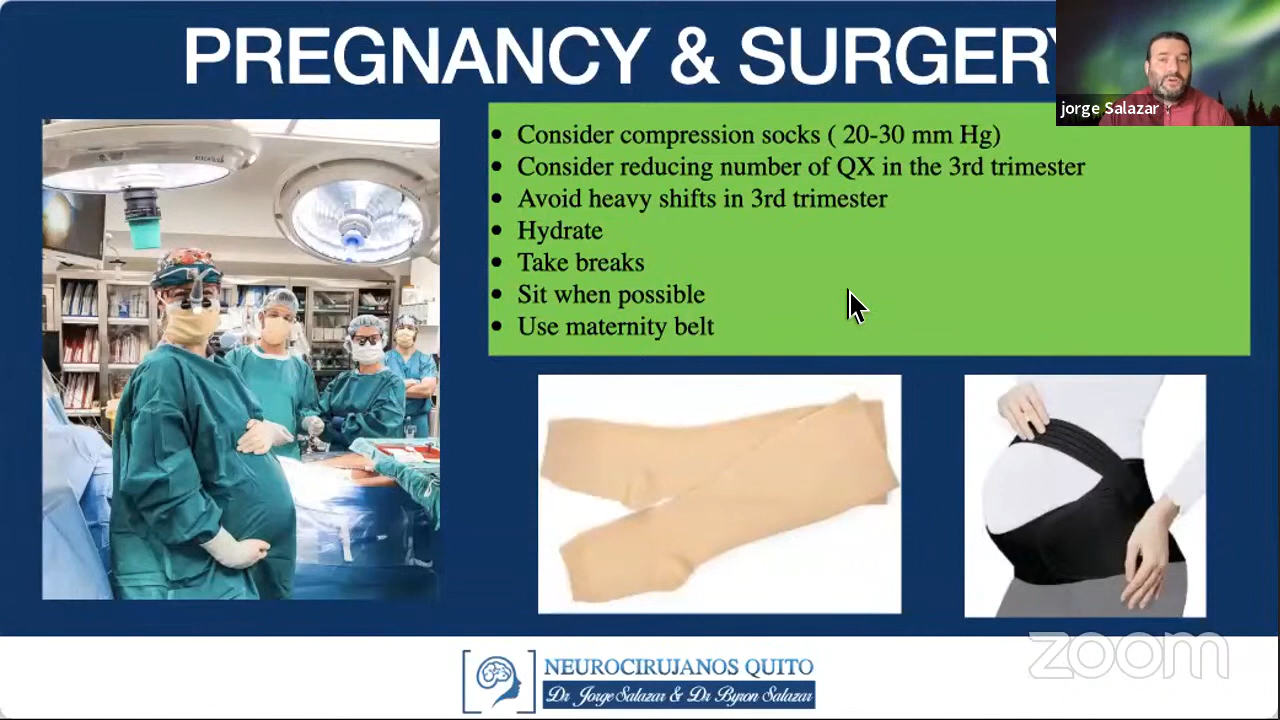 PREGNANCY & SURGERY
jorge Salazar
• Consider compression socks ( 20-30 mm Hg)
• Consider reducing number of QX in the 3rd trimester
• Avoid heavy shifts in 3rd trimester
• Hydrate
• Take breaks
• Sit when possible
• Use maternity belt
zoom
NEUROCIRUJANOS QUITO
Dr Jorge Salazar & Dr Byron Salazar